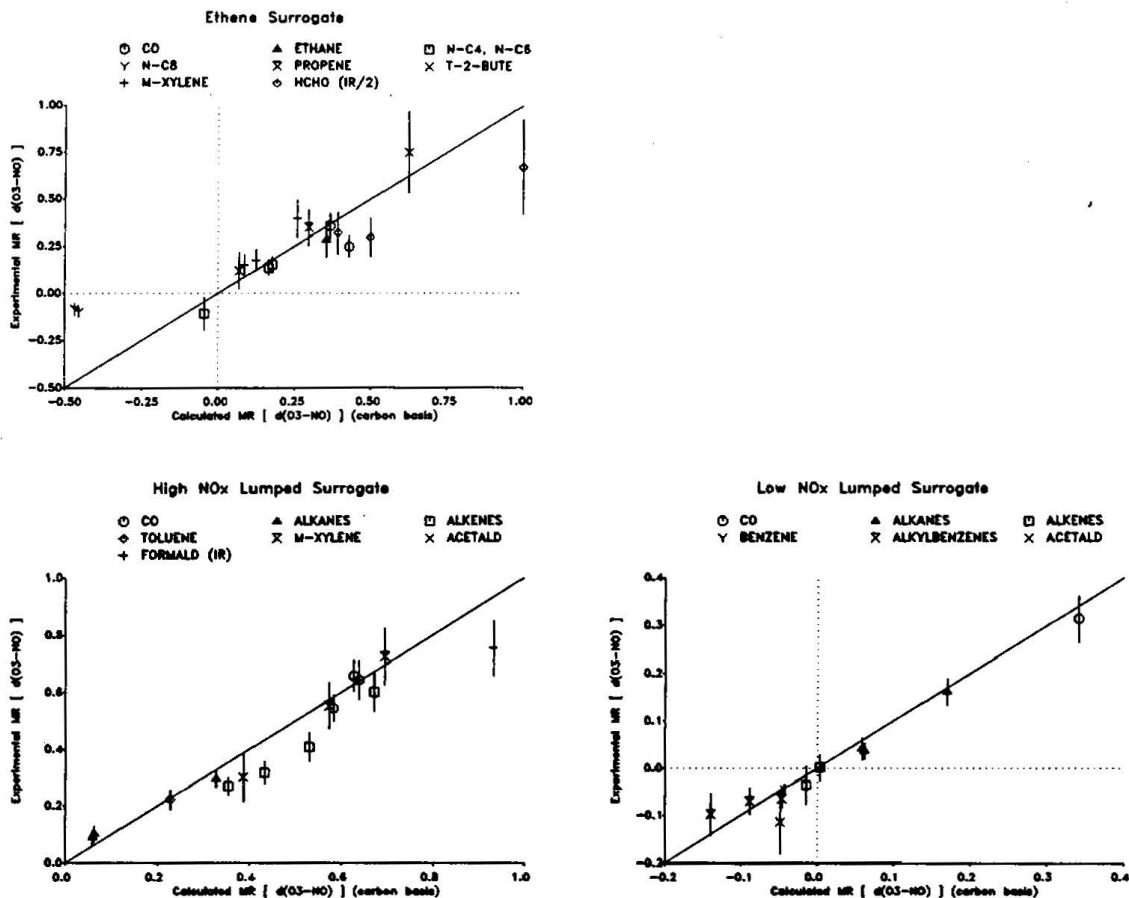 Ethene Surrogate
CO ETHANE N-C4, N-C6
N-C8 PROPENE T-2-BUTE
M-XYLENE HCHO (IR/2)
Experimental MR [ d(O3-NO) ]
1.00
0.75
0.50
0.25
0.00
-0.25
-0.50
-0.50 -0.25 0.00 0.25 0.50 0.75 1.00
Calculated MR [ d(O3-NO) ] (carbon basis)
High NOx Lumped Surrogate
CO ALKANES ALKENES
TOLUENE M-XYLENE ACETALD
FORMALD (IR)
Experimental MR [ d(O3-NO) ]
1.0
0.8
0.6
0.4
0.2
0.0
0.0 0.2 0.4 0.6 0.8 1.0
Calculated MR [ d(O3-NO) ] (carbon basis)
Low NOx Lumped Surrogate
CO ALKANES ALKENES
BENZENE ALKYLBENZENES ACETALD
Experimental MR [ d(O3-NO) ]
0.4
0.3
0.2
0.1
0.0
-0.1
-0.2
-0.2 -0.1 0.0 0.1 0.2 0.3 0.4
Calculated MR [ d(O3-NO) ] (carbon basis)